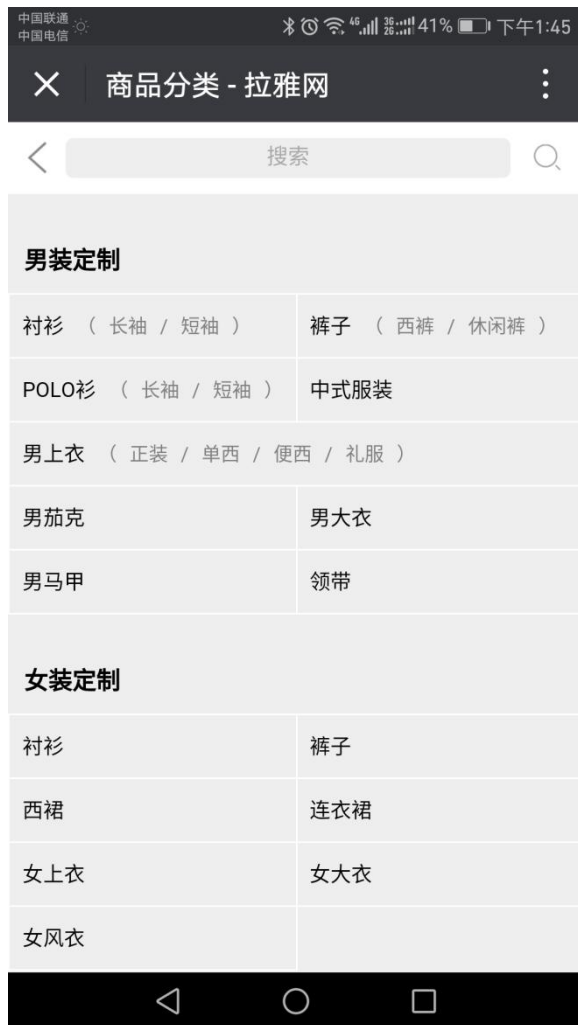 中国联通
中国电信
4G 3G 2G 41% 下午1:45
商品分类 - 拉雅网
搜索
男装定制
衬衫 （ 长袖 / 短袖 ） 裤子 （ 西裤 / 休闲裤 ）
POLO衫 （ 长袖 / 短袖 ） 中式服装
男上衣 （ 正装 / 单西 / 便西 / 礼服 ）
男茄克 男大衣
男马甲 领带
女装定制
衬衫 裤子
西裙 连衣裙
女上衣 女大衣
女风衣